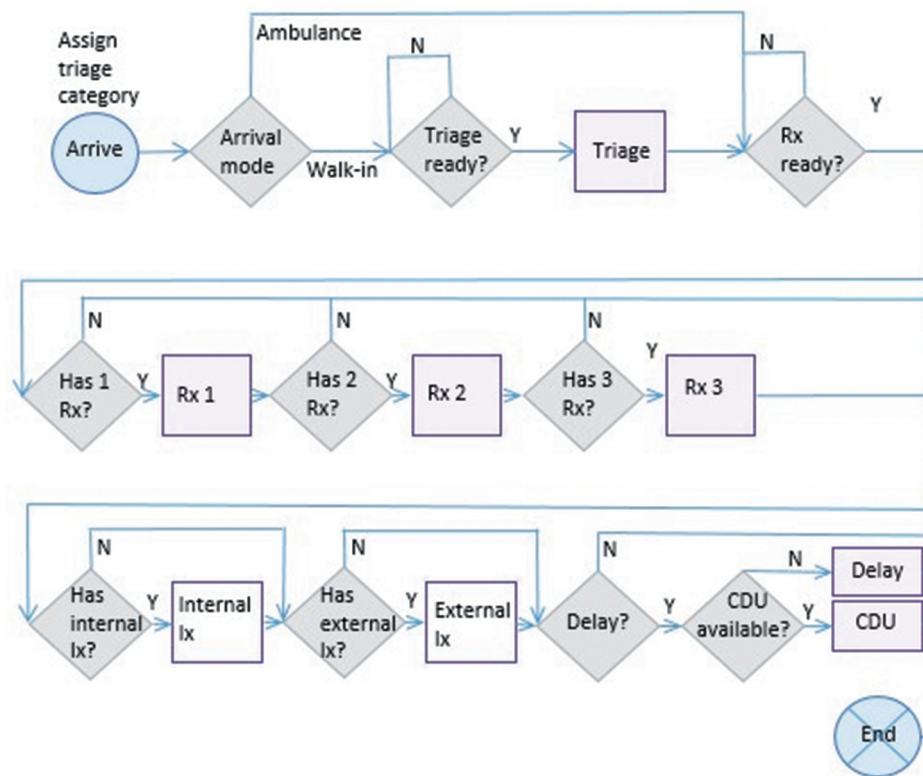 Assign
triage
category
Arrive
Arrival
mode
Ambulance
Walk-in
N
Triage
ready?
Y
Triage
N
Rx
ready?
Y
N
Has 1
Rx?
Y
Rx 1
N
Has 2
Rx?
Y
Rx 2
N
Has 3
Rx?
Y
Rx 3
N
Has
internal
Ix?
Y
Internal
Ix
N
Has
external
Ix?
Y
External
Ix
N
Delay?
Y
CDU
available?
N
Delay
Y
CDU
End